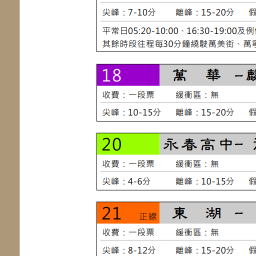 尖峰：7-10分 離峰：15-20分
平常日05:20-10:00、16:30-19:00及例
其餘時段往程每30分鐘繞駛萬美街、萬
18 萬華-
收費：一段票 緩衝區：無
尖峰：10-15分 離峰：15-20分
20 永春高中-
收費：一段票 緩衝區：無
尖峰：4-6分 離峰：10-15分
21 正線 東湖-
收費：一段票 緩衝區：無
尖峰：8-12分 離峰：15-20分